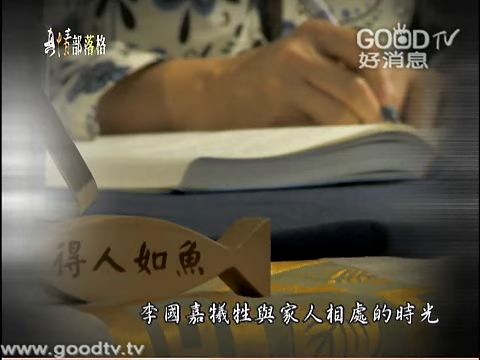 真情部落格
GOOD TV
好消息
得人如魚
李國嘉犧牲與家人相處的時光
www.goodtv.tv